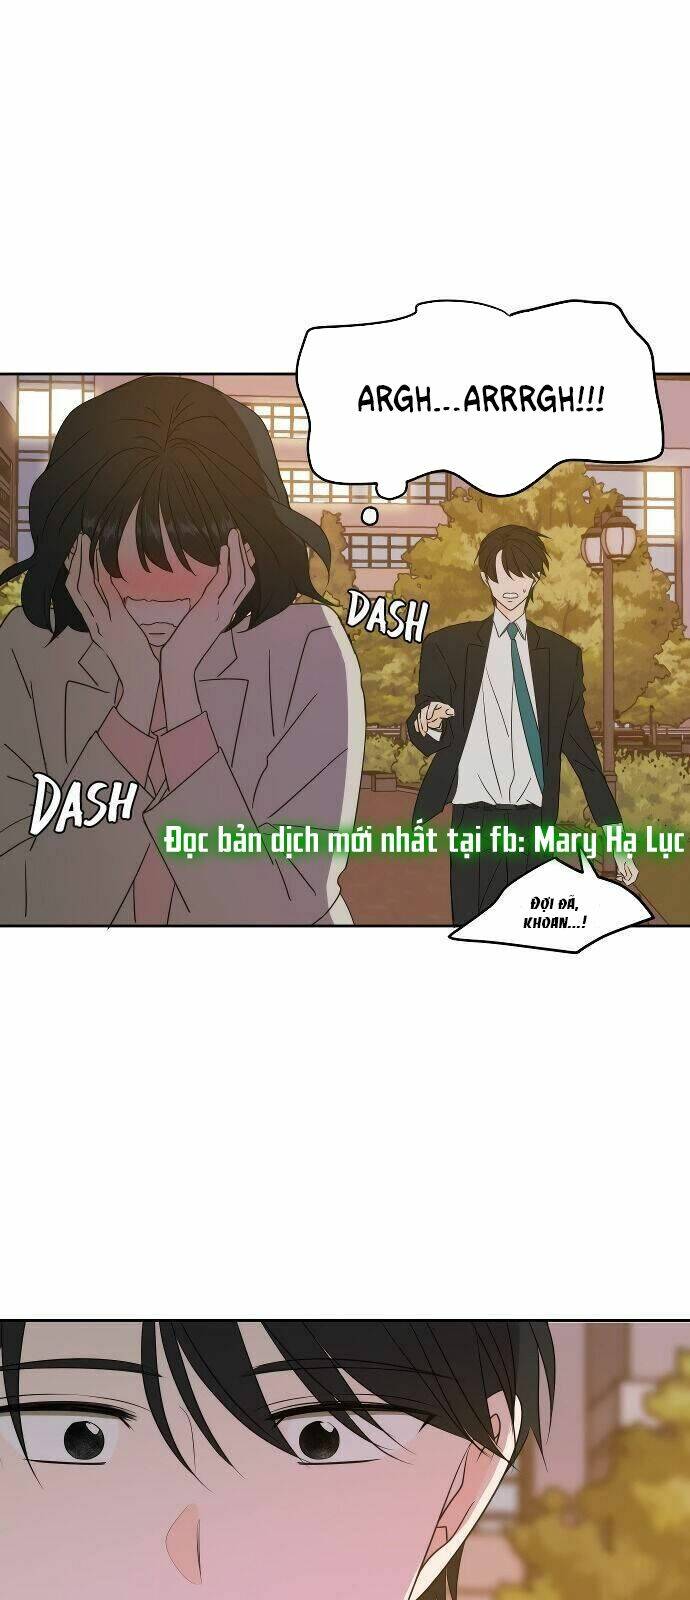 ARGH...ARRRGH!!!
DASH
DASH
Đọc bản dịch mới nhất tại fb: Mary Hạ Lục
ĐỢI ĐÃ,
KHOAN...!